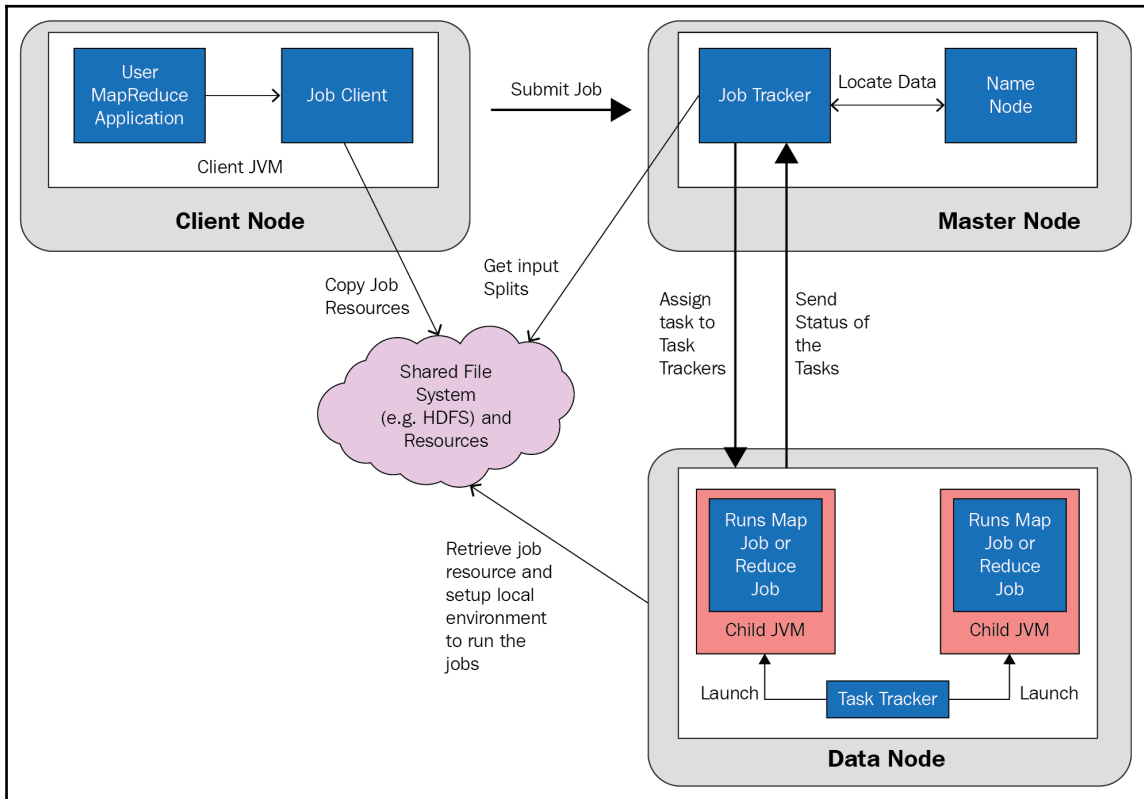 User
MapReduce
Application
Job Client
Client JVM
Client Node
Submit Job
Job Tracker
Locate Data
Name
Node
Master Node
Copy Job
Resources
Get input
Splits
Assign
task to
Task
Trackers
Send
Status of
the
Tasks
Shared File
System
(e.g. HDFS) and
Resources
Retrieve job
resource and
setup local
environment
to run the
jobs
Runs Map
Job or
Reduce
Job
Child JVM
Runs Map
Job or
Reduce
Job
Child JVM
Launch
Task Tracker
Launch
Data Node